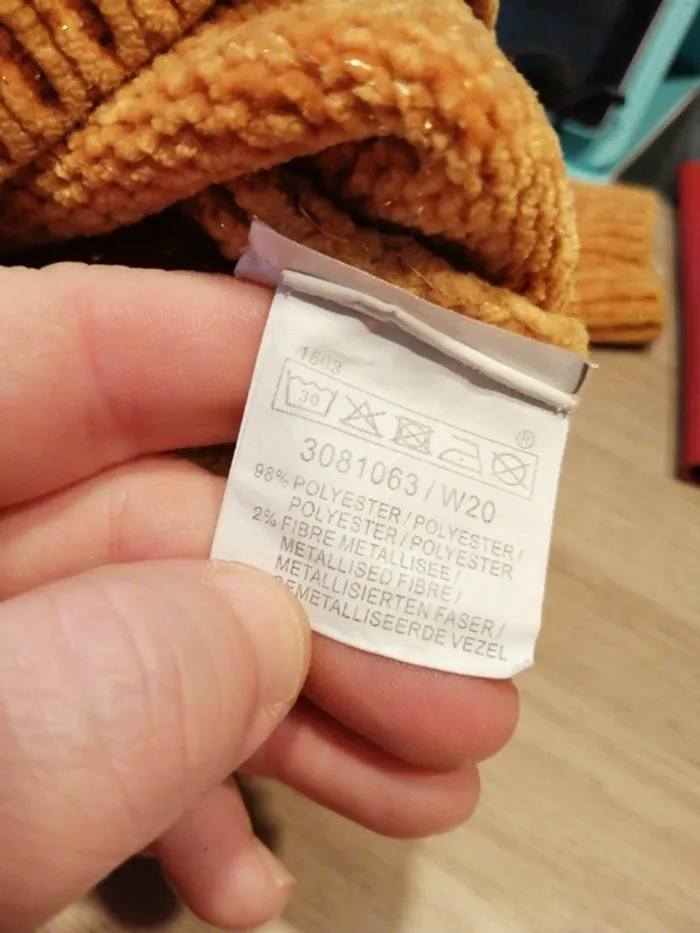 1803
30
®
3081063 / W20
98% POLYESTER / POLYESTER /
POLYESTER / POLYESTER
2% FIBRE METALLISEE /
METALLISED FIBRE /
METALLISIERTEN FASER /
GEMETALLISEERDE VEZEL